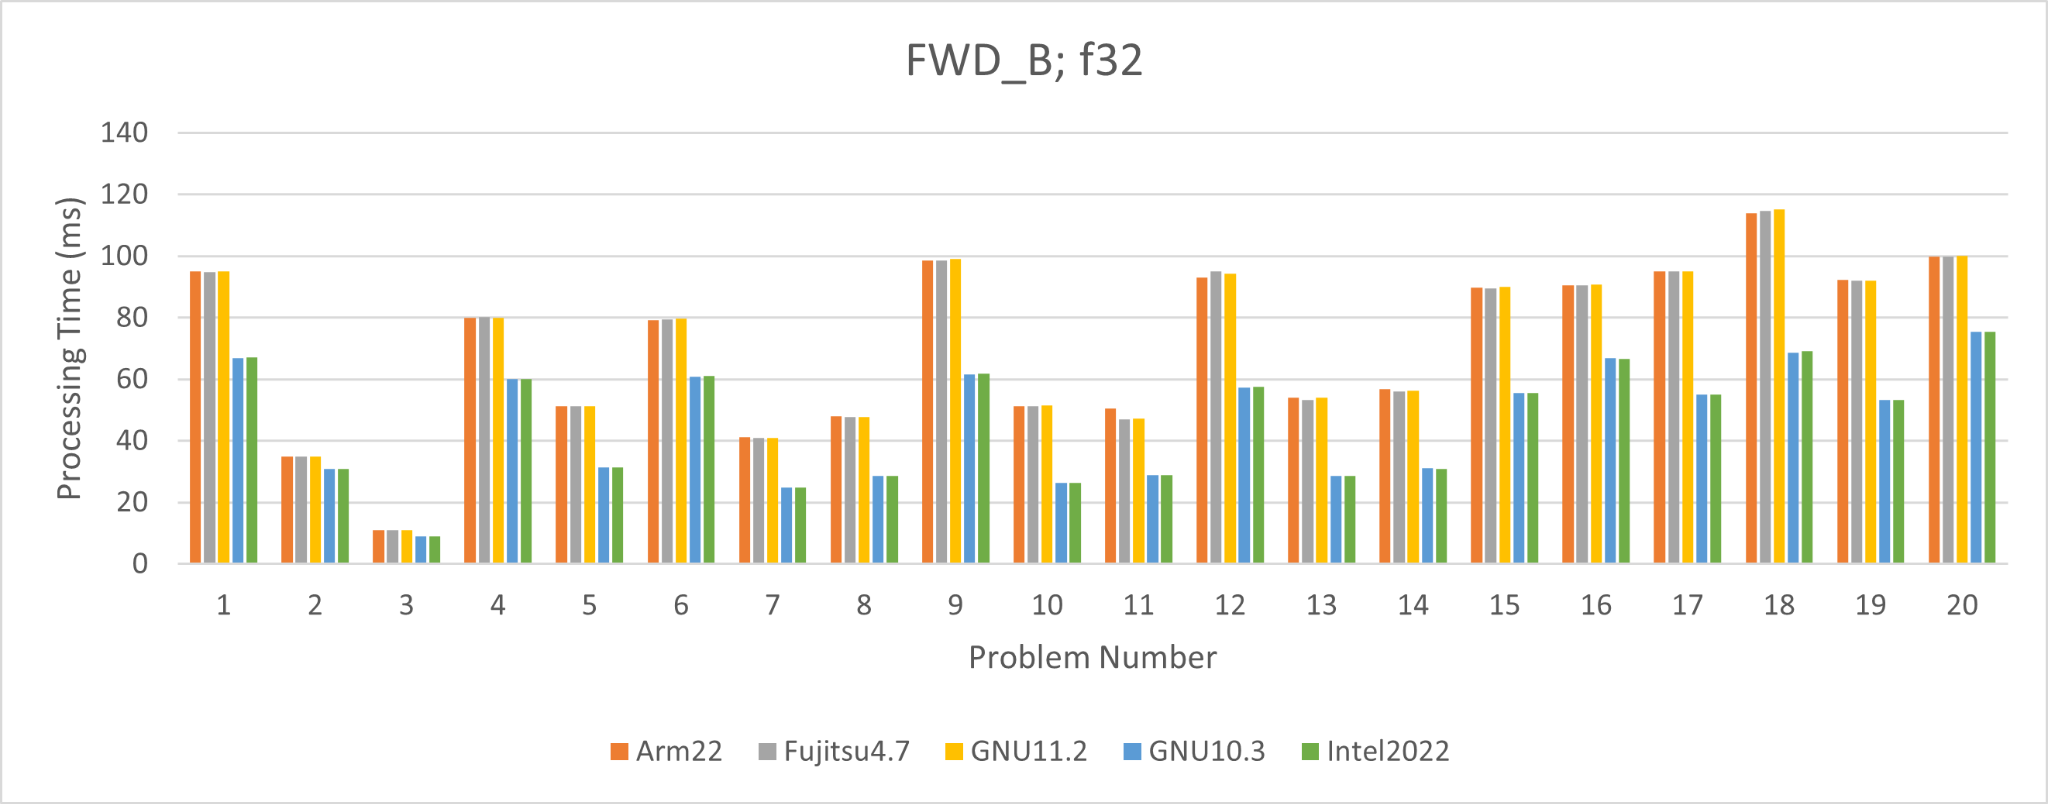 FWD_B; f32
Processing Time (ms)
140
120
100
80
60
40
20
0
1 2 3 4 5 6 7 8 9 10 11 12 13 14 15 16 17 18 19 20
Problem Number
Arm22 Fujitsu4.7 GNU11.2 GNU10.3 Intel2022